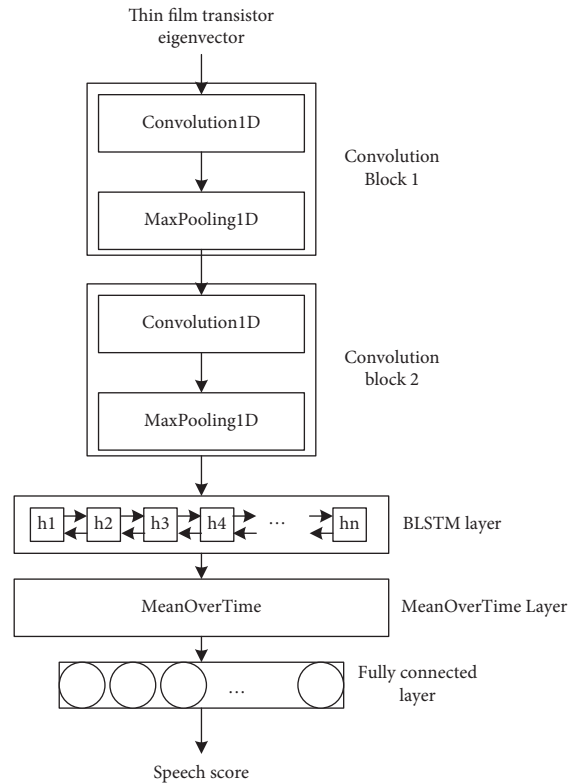 Thin film transistor
eigenvector
Convolution1D
MaxPooling1D
Convolution
Block 1
Convolution1D
MaxPooling1D
Convolution
block 2
h1 h2 h3 h4 ... hn
BLSTM layer
MeanOverTime
MeanOverTime Layer
...
Fully connected
layer
Speech score